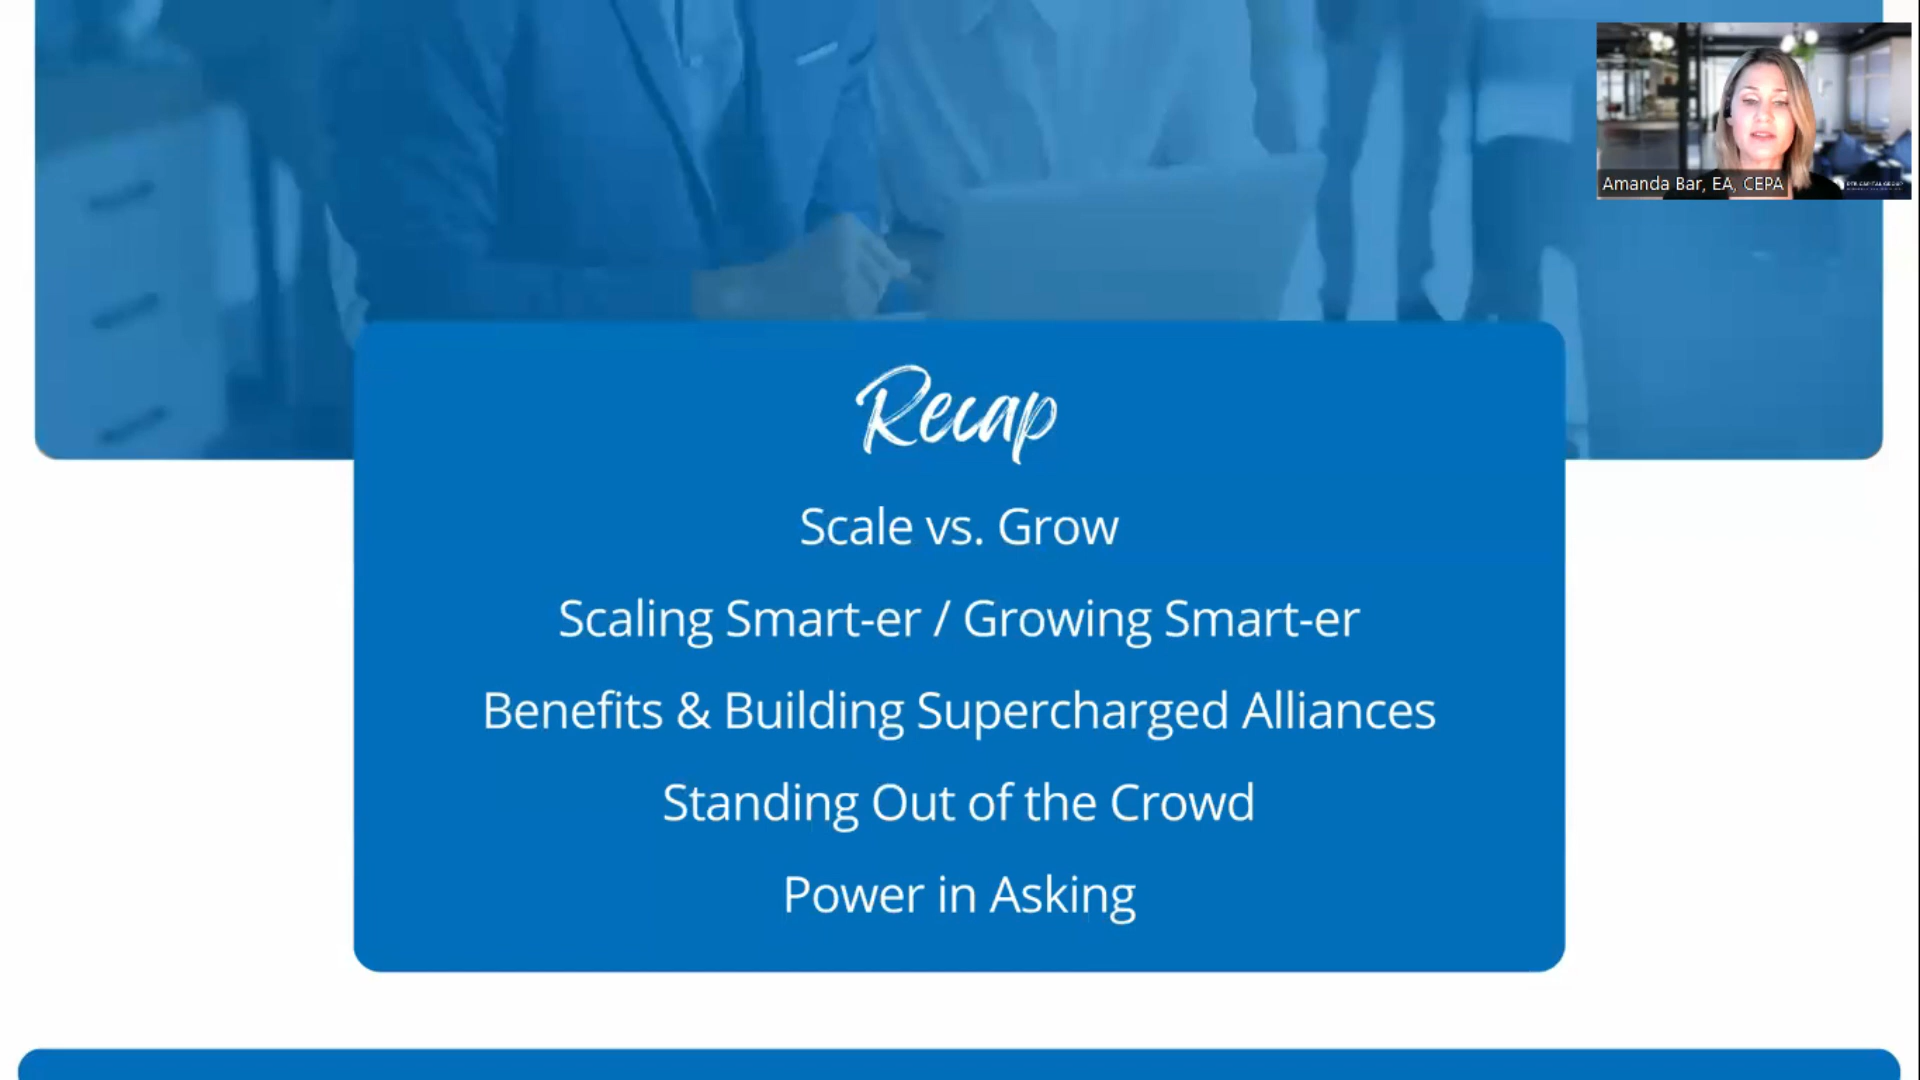 Amanda Bar, EA, CEPA
Recap
Scale vs. Grow
Scaling Smart-er / Growing Smart-er
Benefits & Building Supercharged Alliances
Standing Out of the Crowd
Power in Asking